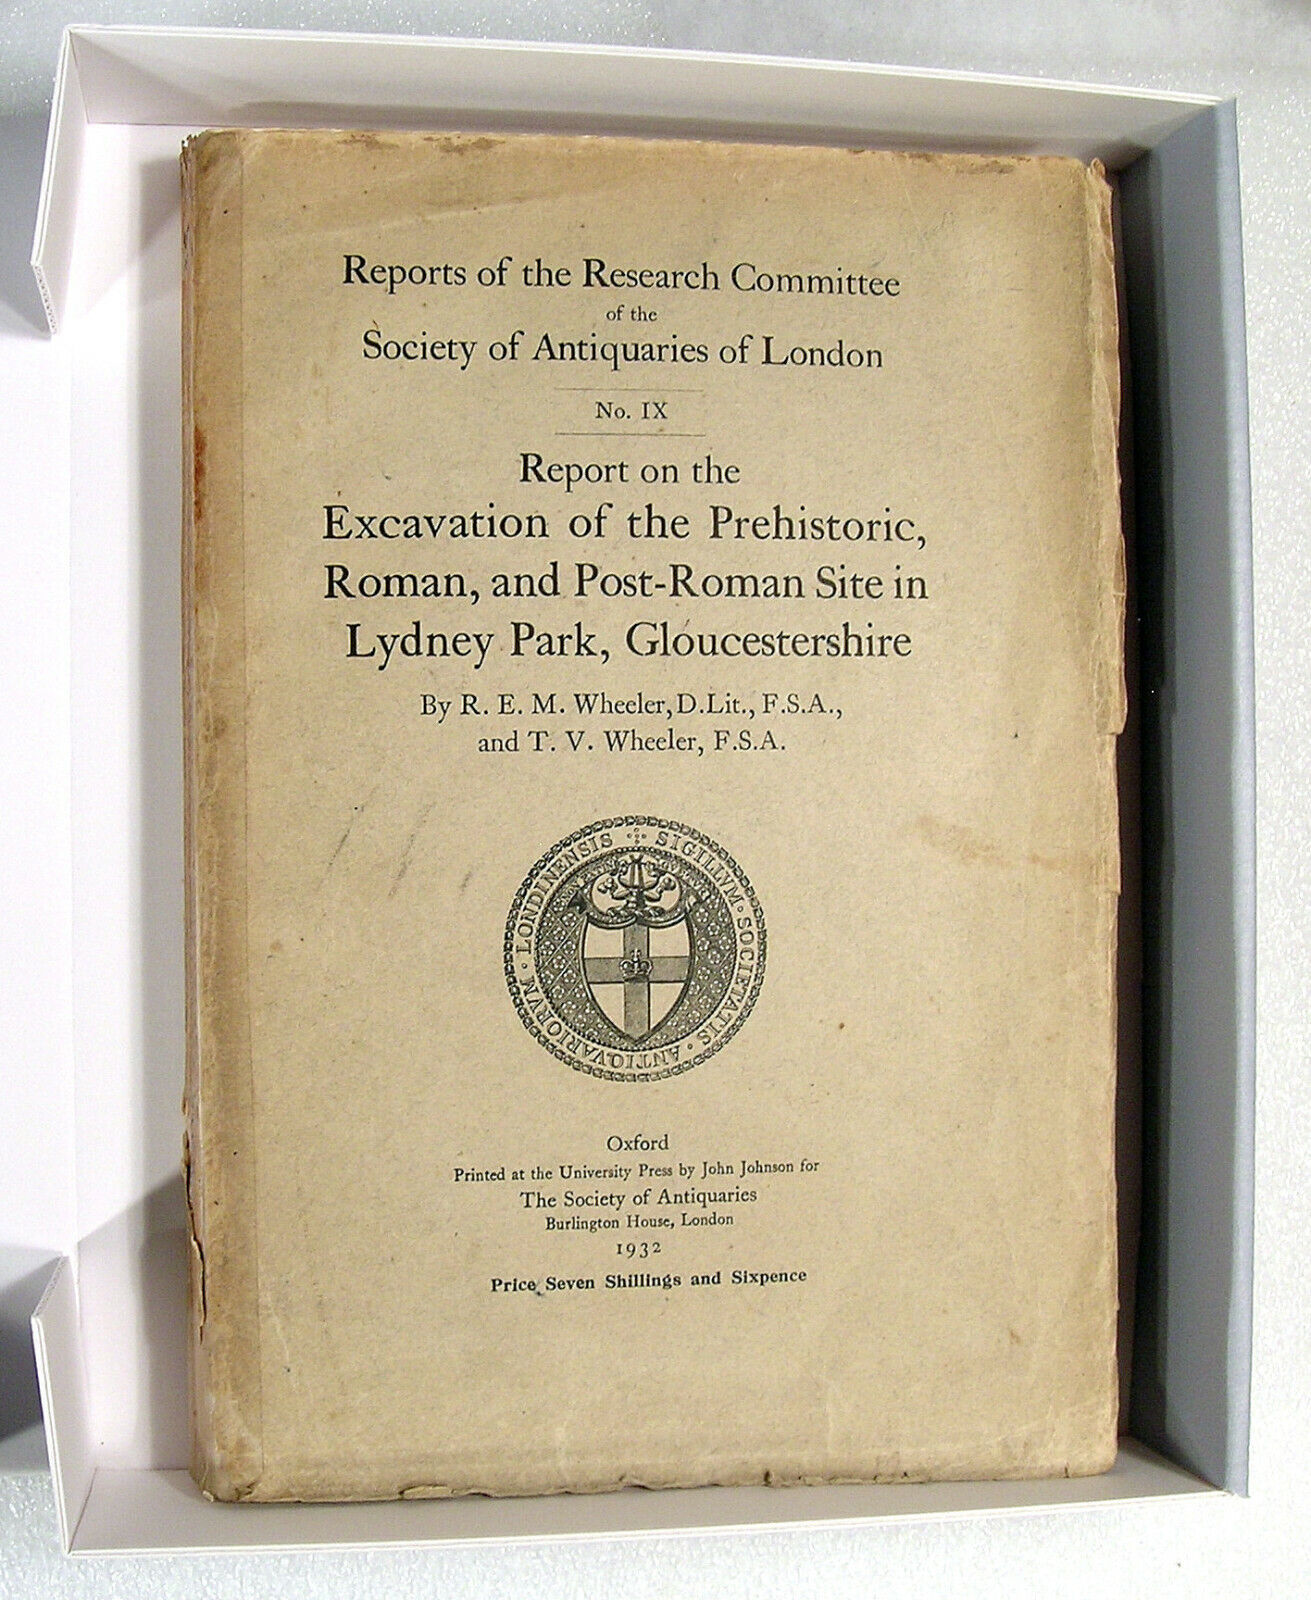 Reports of the Research Committee
of the
Society of Antiquaries of London
No. IX
Report on the
Excavation of the Prehistoric,
Roman, and Post-Roman Site in
Lydney Park, Gloucestershire
By R. E. M. Wheeler, D.Lit., F.S.A.,
and T. V. Wheeler, F.S.A.
SIGILLVM · SOCIETATIS · ANTIQVARIORVM · LONDINENSIS
Oxford
Printed at the University Press by John Johnson for
The Society of Antiquaries
Burlington House, London
1932
Price Seven Shillings and Sixpence